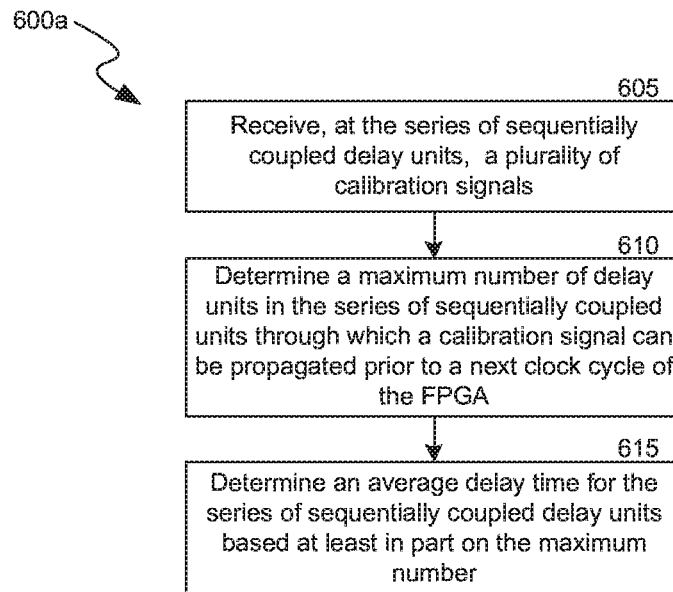 600a
605
Receive, at the series of sequentially
coupled delay units, a plurality of
calibration signals
610
Determine a maximum number of delay
units in the series of sequentially coupled
units through which a calibration signal can
be propagated prior to a next clock cycle of
the FPGA
615
Determine an average delay time for the
series of sequentially coupled delay units
based at least in part on the maximum
number